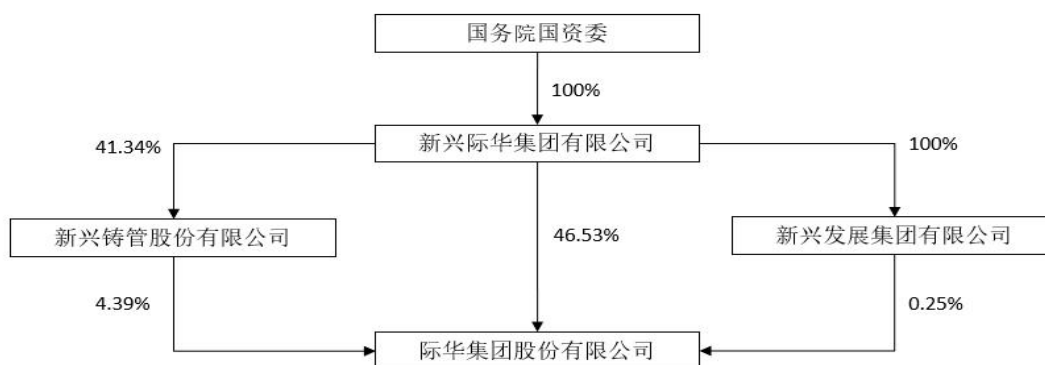 国务院国资委
100%
新兴际华集团有限公司
41.34%
100%
新兴铸管股份有限公司
46.53%
新兴发展集团有限公司
4.39%
0.25%
际华集团股份有限公司